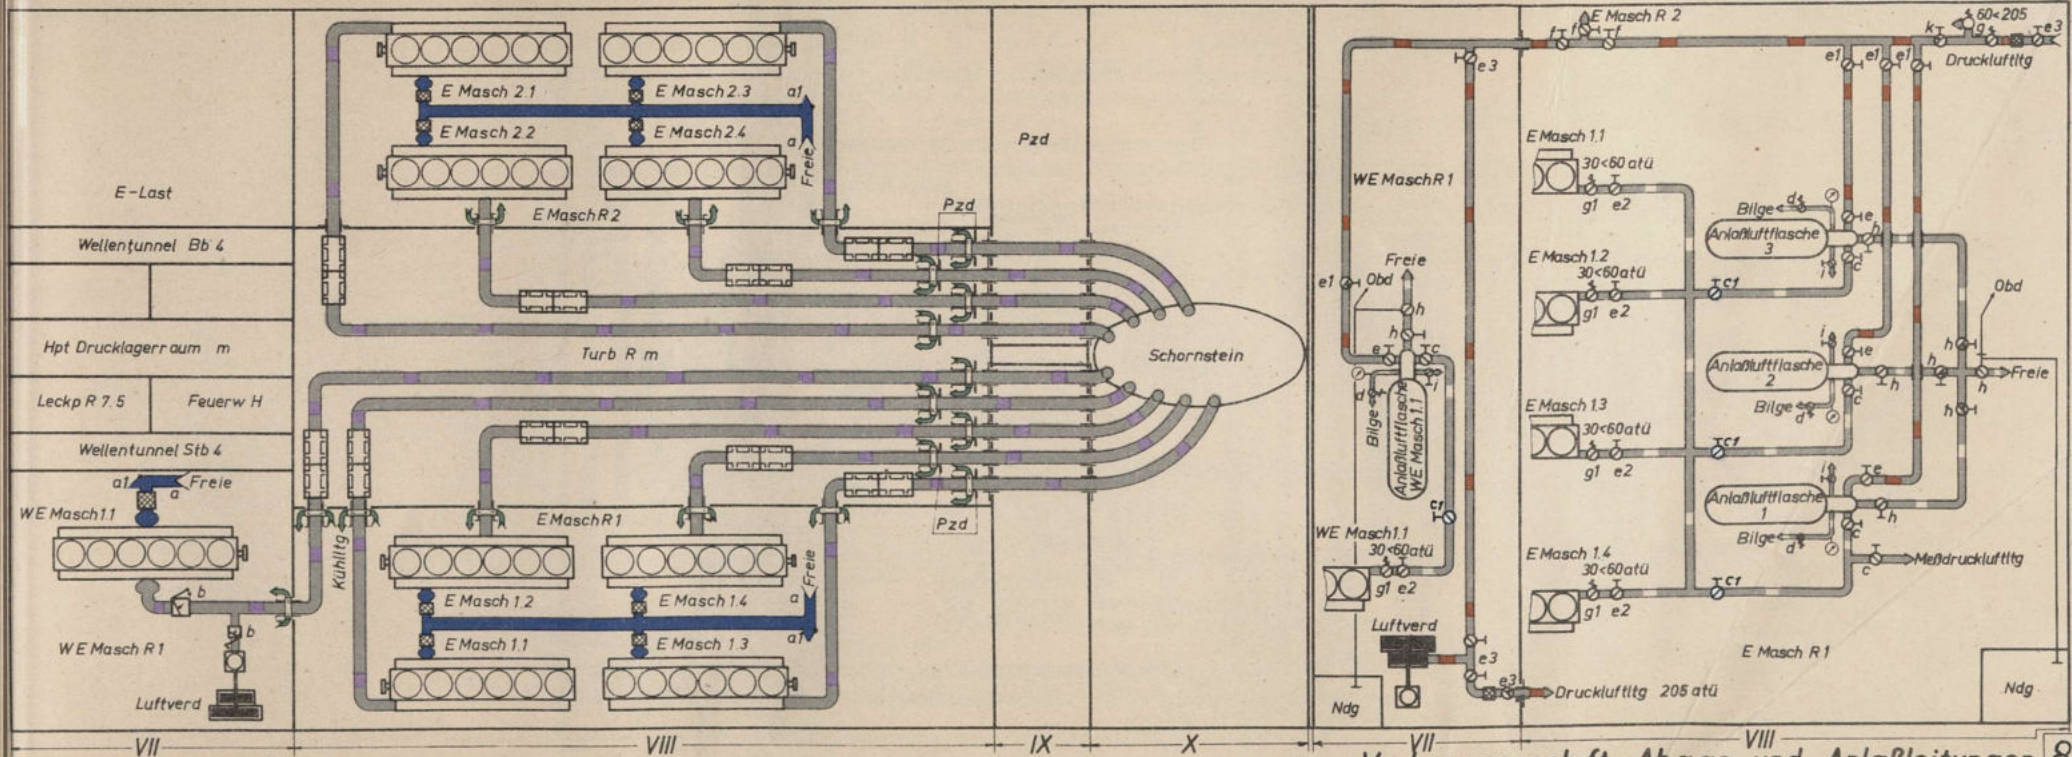 E Masch 2.1
E Masch 2.3
a1
E Masch 2.2
E Masch 2.4
a
Freie
Pzd
E-Last
E Masch R 2
Pzd
Wellentunnel Bb 4
Hpt Drucklagerraum m
Turb R m
Schornstein
Leckp R 7.5
Feuerw H
Wellentunnel Stb 4
a1
a
Freie
WE Masch 1.1
E Masch R 1
Pzd
Kühlltg
Freie
b
b
E Masch 1.2
E Masch 1.4
a
a1
E Masch 1.1
E Masch 1.3
WE Masch R 1
Luftverd
VII
VIII
IX
X
e3
WE Masch R 1
e1
Obd
Freie
h
h
e
c
i
d
Bilge
Anlaßluftflasche
WE Masch 1.1
c1
WE Masch 1.1
30<60 atü
g1 e2
Luftverd
e3
e3
Druckluftltg 205 atü
Ndg
VII
f
f
f
E Masch R 2
k
60<205
g
e3
e1
e1
e1
Druckluftltg
E Masch 1.1
30<60 atü
g1 e2
Bilge
d
e
h
Anlaßluftflasche
3
i
c
E Masch 1.2
30<60 atü
g1 e2
c1
Obd
h
i
e
Anlaßluftflasche
2
h
h
h
Freie
c
Bilge
d
h
E Masch 1.3
30<60 atü
g1 e2
c1
i
e
Anlaßluftflasche
1
h
c
Bilge
d
E Masch 1.4
30<60 atü
g1 e2
c1
c
Meßdruckluftltg
E Masch R 1
Ndg
VIII